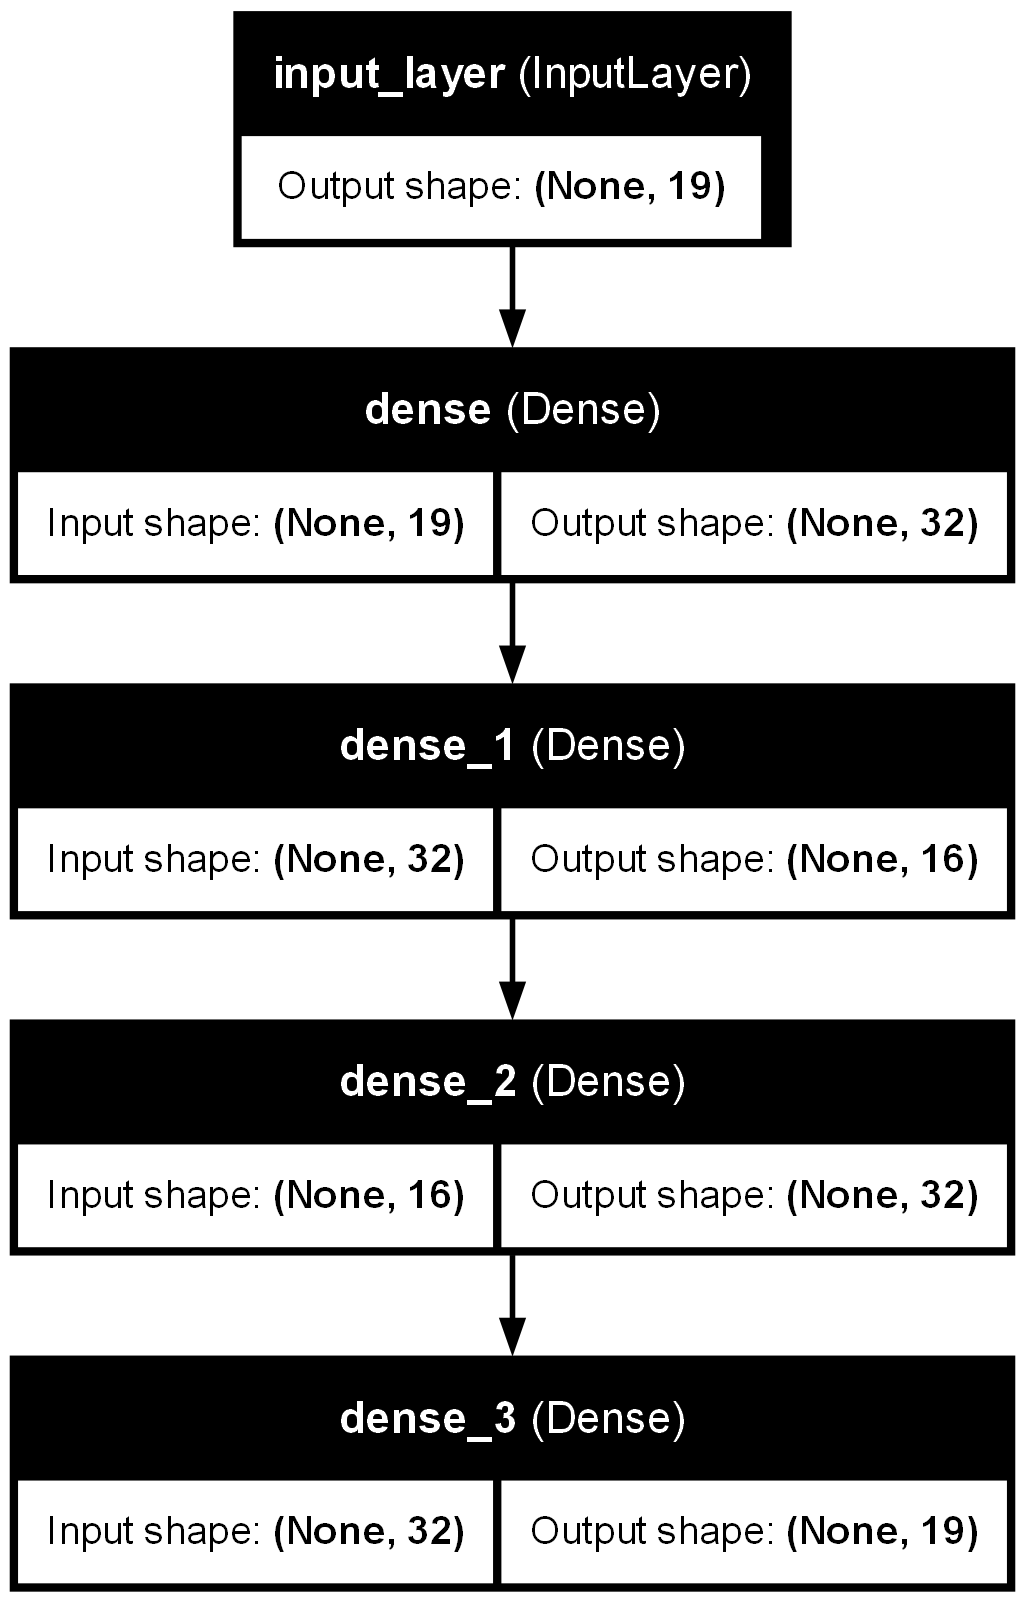 input_layer (InputLayer)
Output shape: (None, 19)
dense (Dense)
Input shape: (None, 19) Output shape: (None, 32)
dense_1 (Dense)
Input shape: (None, 32) Output shape: (None, 16)
dense_2 (Dense)
Input shape: (None, 16) Output shape: (None, 32)
dense_3 (Dense)
Input shape: (None, 32) Output shape: (None, 19)